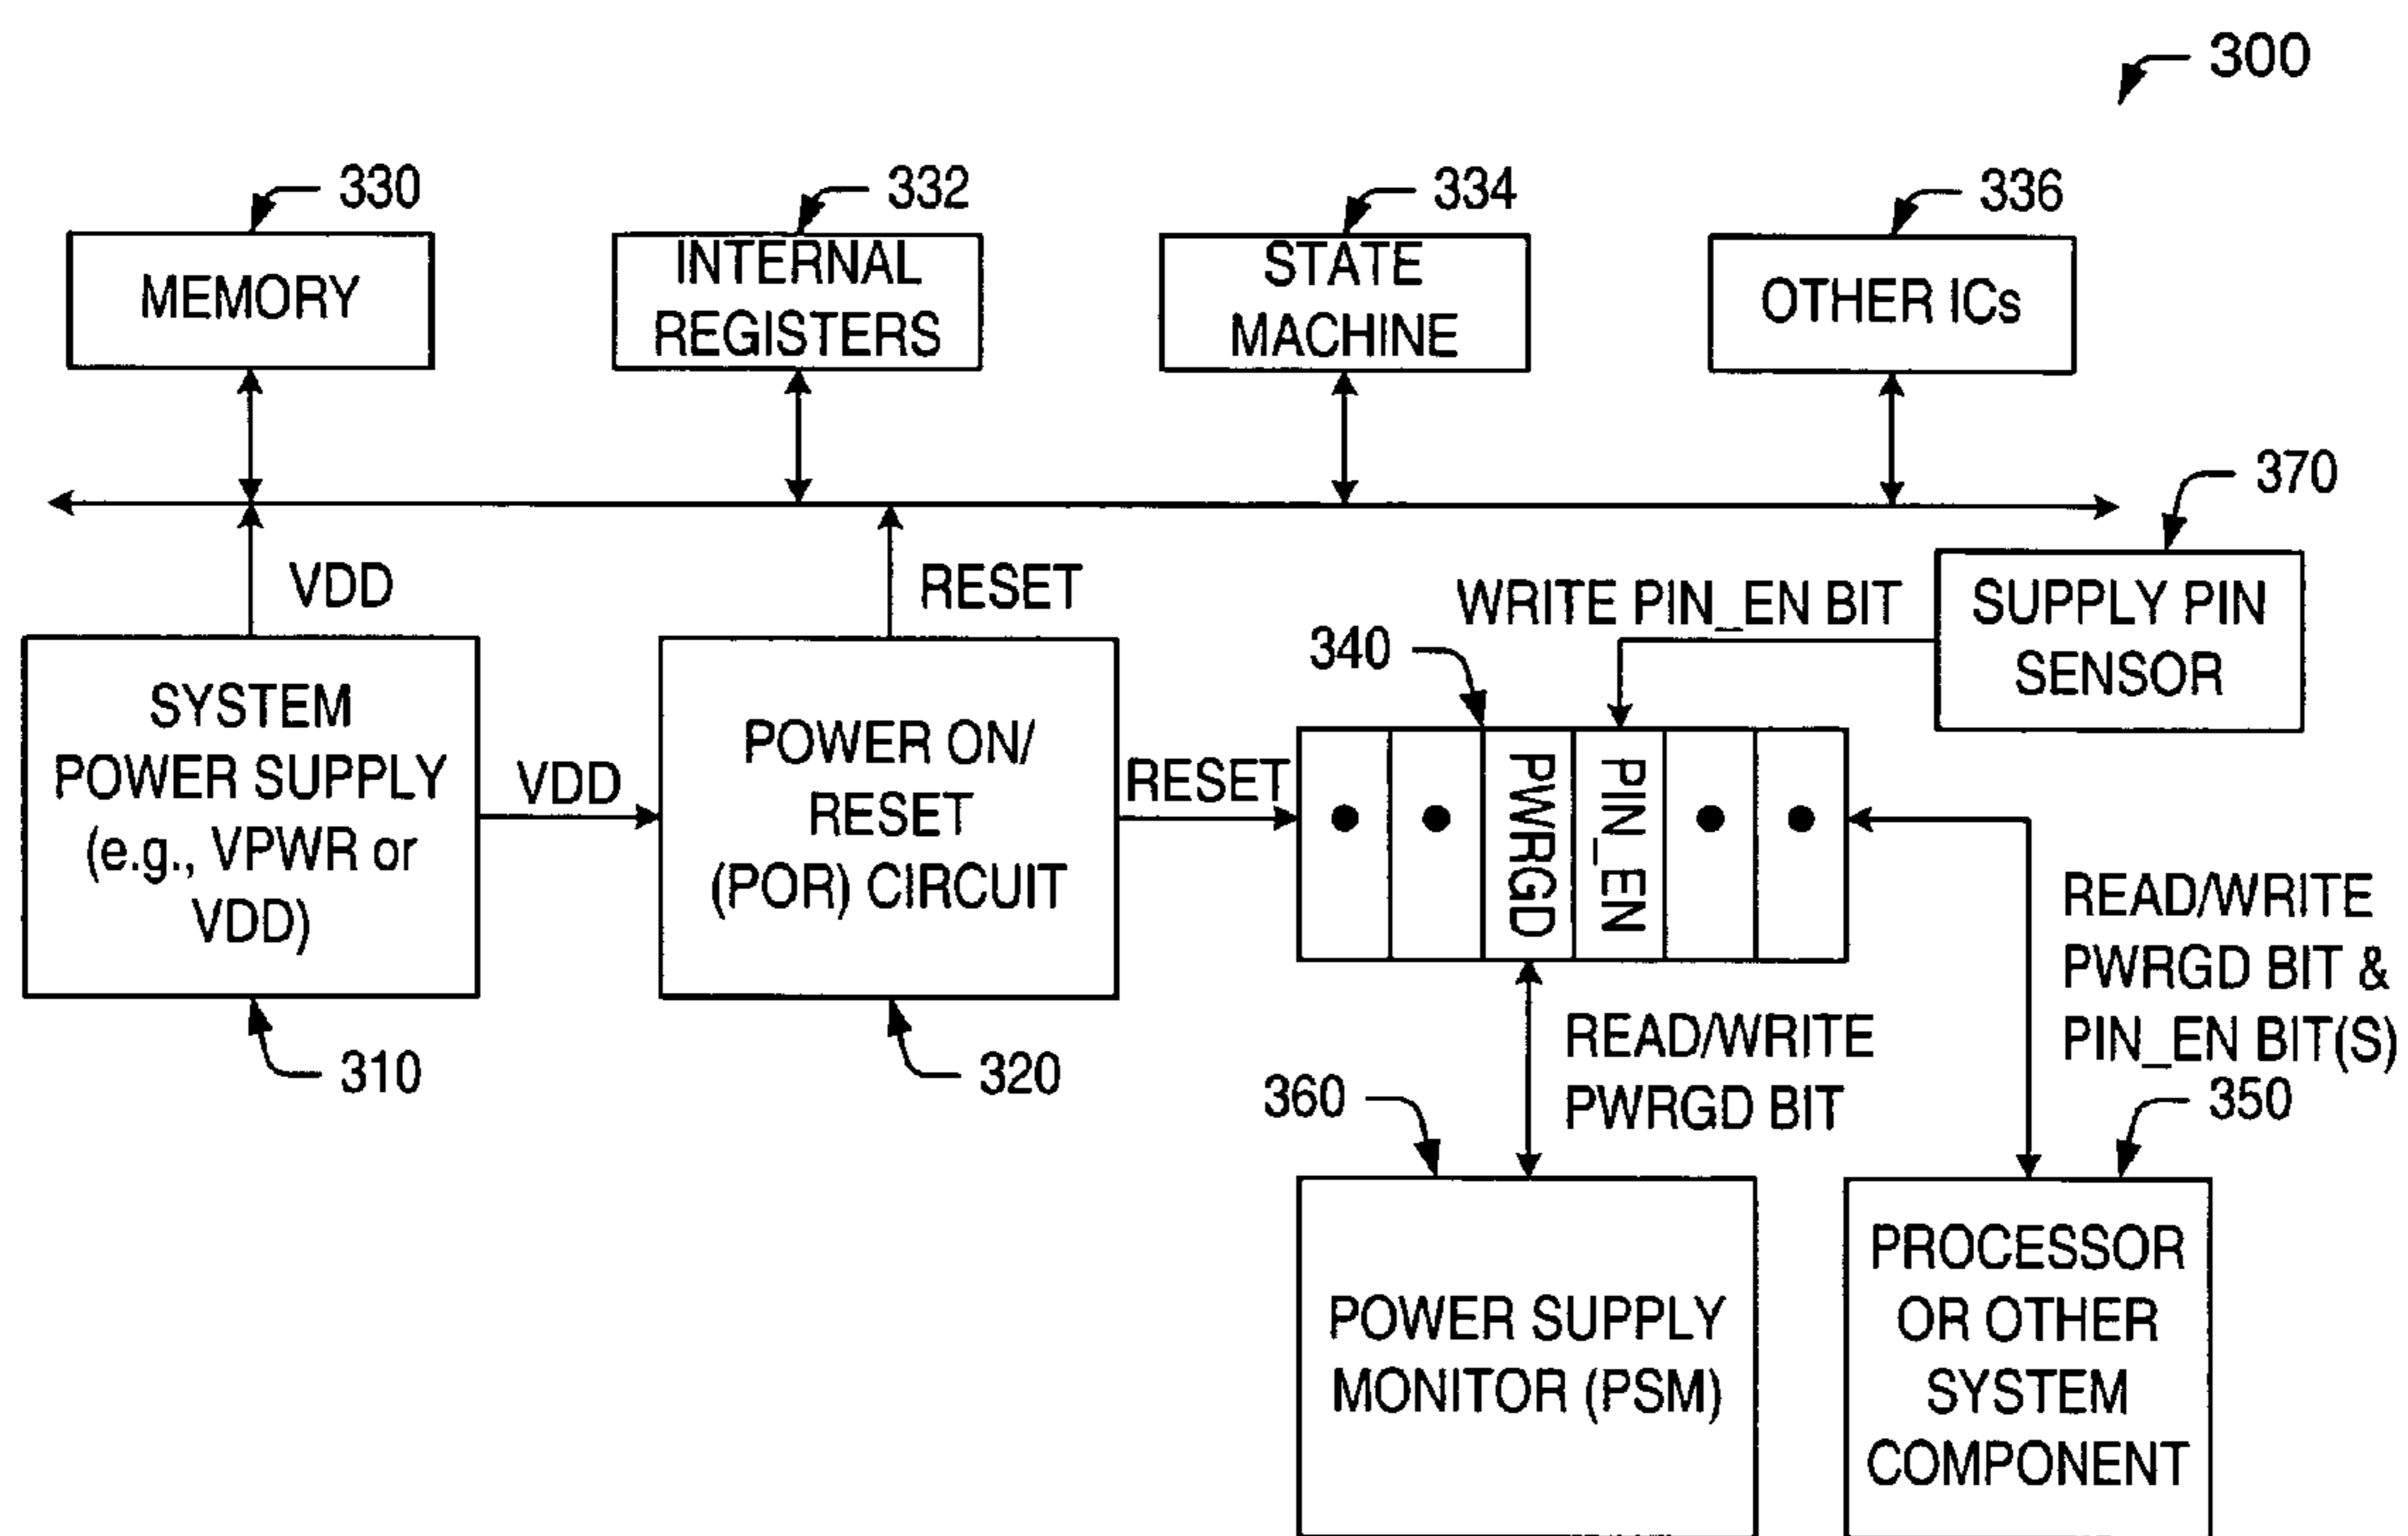 300
330
332
334
336
MEMORY
INTERNAL
REGISTERS
STATE
MACHINE
OTHER ICs
370
VDD
RESET
WRITE PIN_EN BIT
SUPPLY PIN
SENSOR
340
SYSTEM
POWER SUPPLY
(e.g., VPWR or
VDD)
VDD
POWER ON/
RESET
(POR) CIRCUIT
RESET
PWRGD
PIN_EN
READ/WRITE
PWRGD BIT &
PIN_EN BIT(S)
310
320
READ/WRITE
PWRGD BIT
360
350
POWER SUPPLY
MONITOR (PSM)
PROCESSOR
OR OTHER
SYSTEM
COMPONENT